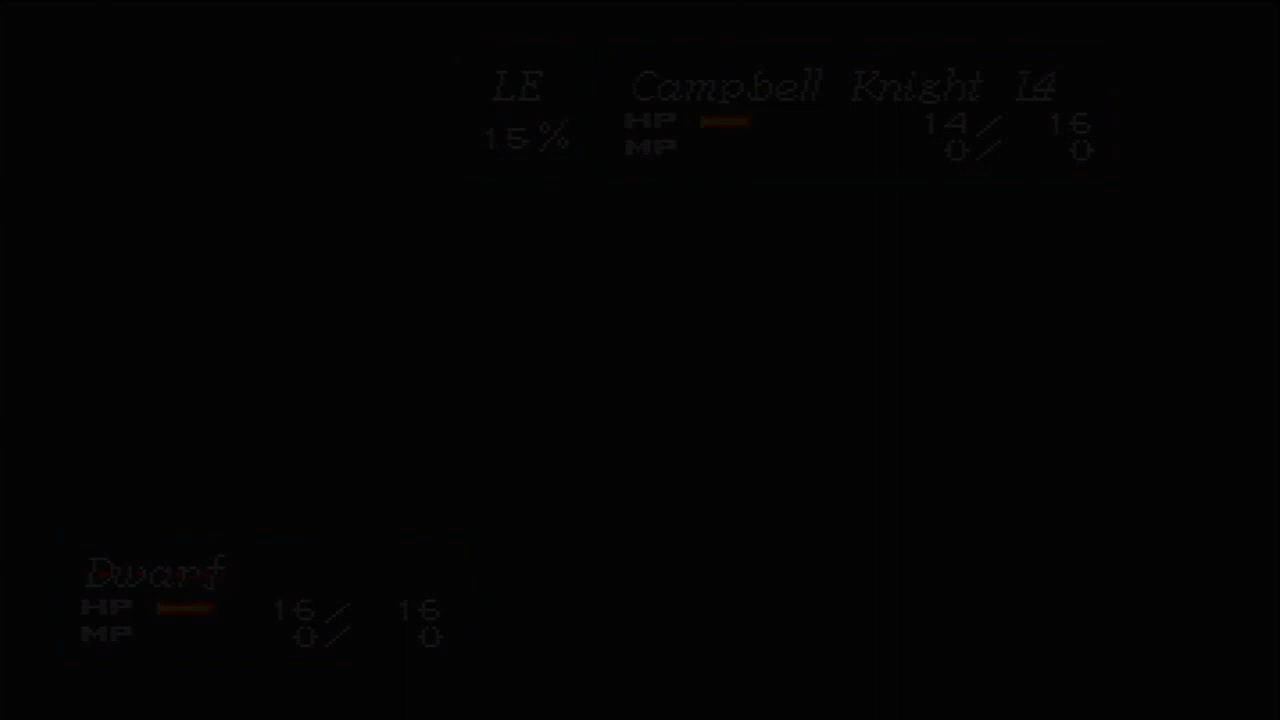 LE
15%
Campbell Knight L4
HP 14/ 16
MP 0/ 0
Dwarf
HP 16/ 16
MP 0/ 0